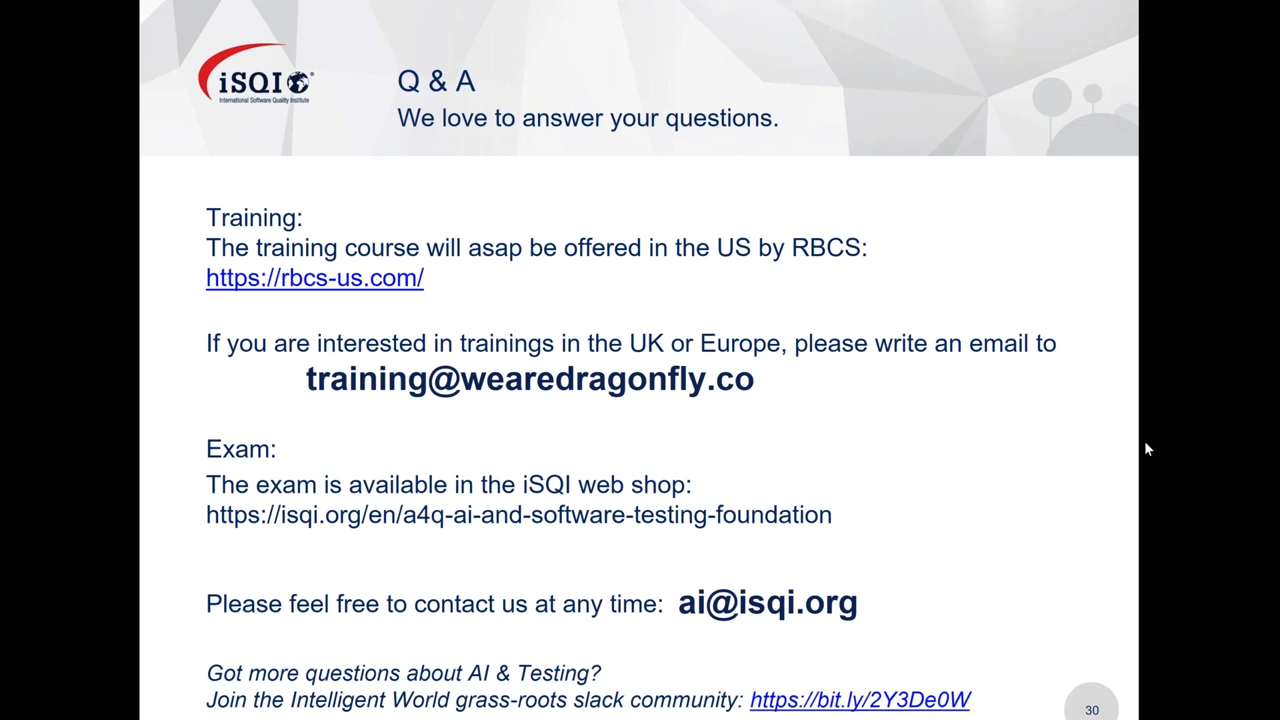 iSQI
International Software Quality Institute
Q & A
We love to answer your questions.
Training:
The training course will asap be offered in the US by RBCS:
https://rbcs-us.com/
If you are interested in trainings in the UK or Europe, please write an email to
training@wearedragonfly.co
Exam:
The exam is available in the iSQI web shop:
https://isqi.org/en/a4q-ai-and-software-testing-foundation
Please feel free to contact us at any time: ai@isqi.org
Got more questions about AI & Testing?
Join the Intelligent World grass-roots slack community: https://bit.ly/2Y3De0W
30